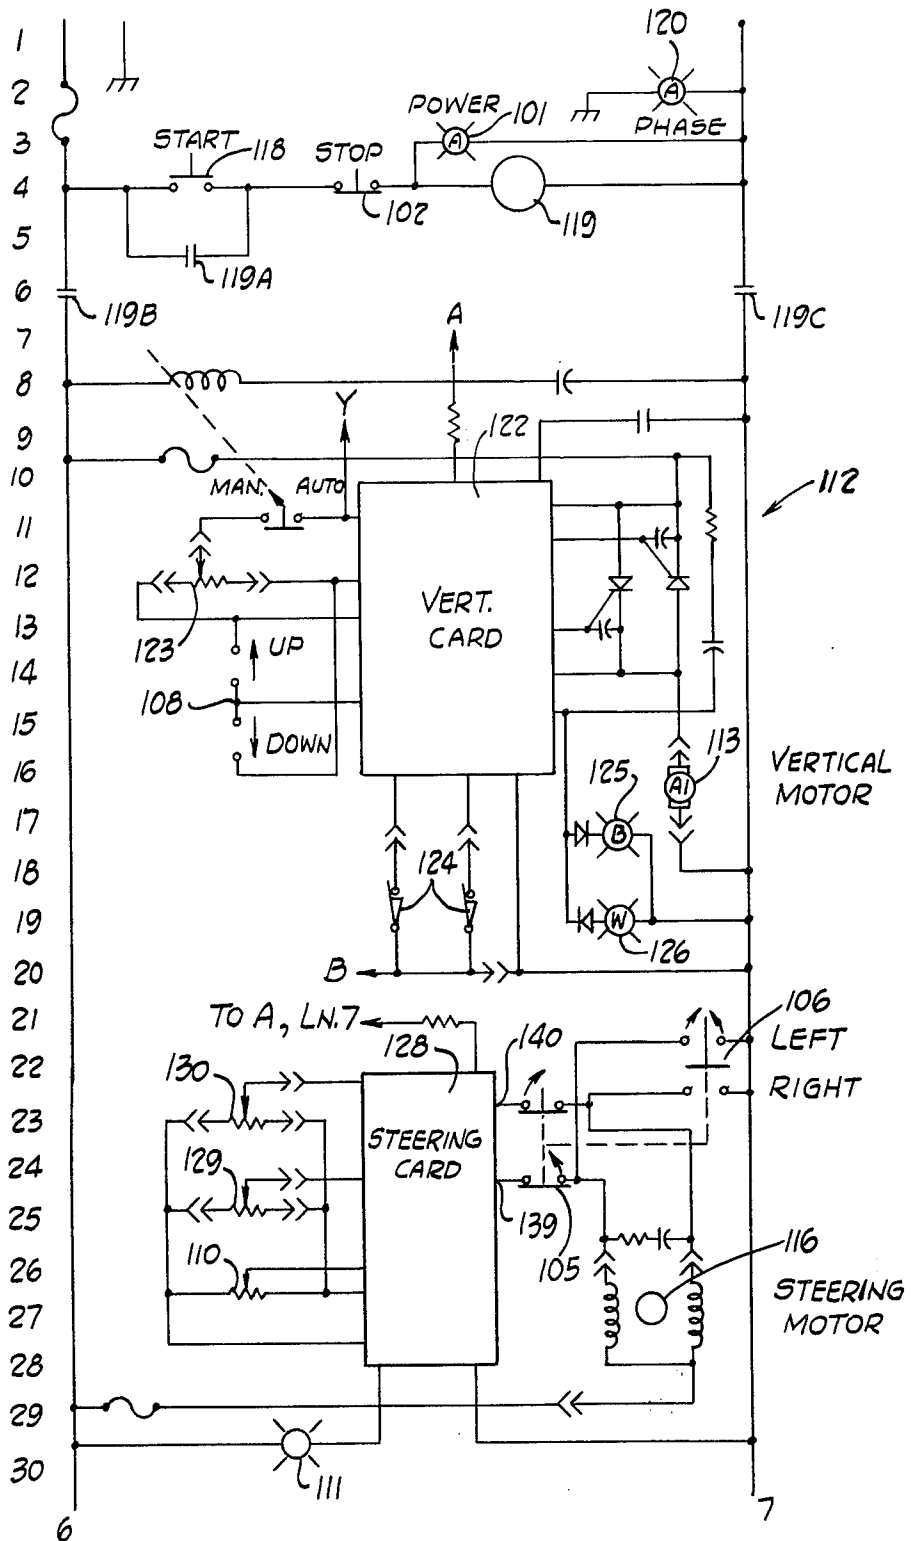 1
2
3
4
5
6
7
8
9
10
11
12
13
14
15
16
17
18
19
20
21
22
23
24
25
26
27
28
29
30
120
A
PHASE
POWER
101
A
START
118
STOP
102
119
119A
119B
119C
A
Y
122
112
MAN.
AUTO
VERT.
CARD
123
UP
108
DOWN
113
A1
VERTICAL
MOTOR
125
B
124
W
126
B
TO A, LN.7
128
140
106
LEFT
RIGHT
130
STEERING
CARD
129
139
110
105
116
STEERING
MOTOR
111
6
7